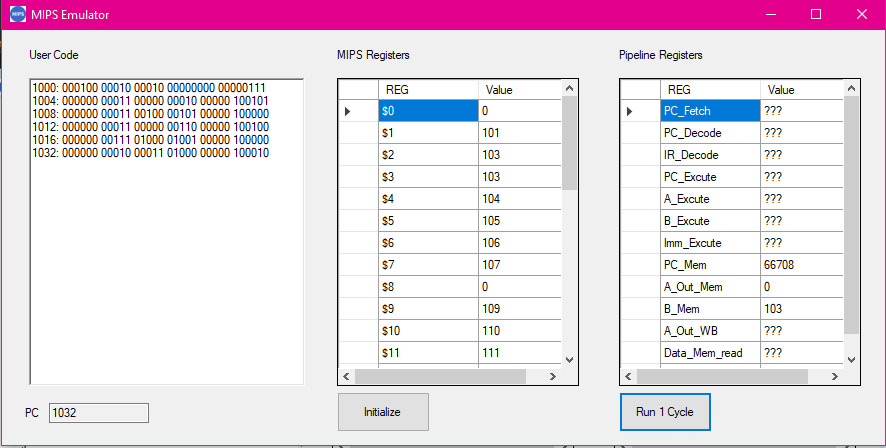 MIPS MIPS Emulator
User Code
MIPS Registers
Pipeline Registers
1000: 000100 00010 00010 00000000 00000111
1004: 000000 00011 00000 00010 00000 100101
1008: 000000 00011 00100 00101 00000 100000
1012: 000000 00011 00000 00110 00000 100100
1016: 000000 00111 01000 01001 00000 100000
1032: 000000 00010 00011 01000 00000 100010
REG Value
$0 0
$1 101
$2 103
$3 103
$4 104
$5 105
$6 106
$7 107
$8 0
$9 109
$10 110
$11 111
REG Value
PC_Fetch ???
PC_Decode ???
IR_Decode ???
PC_Excute ???
A_Excute ???
B_Excute ???
Imm_Excute ???
PC_Mem 66708
A_Out_Mem 0
B_Mem 103
A_Out_WB ???
Data_Mem_read ???
PC 1032
Initialize
Run 1 Cycle